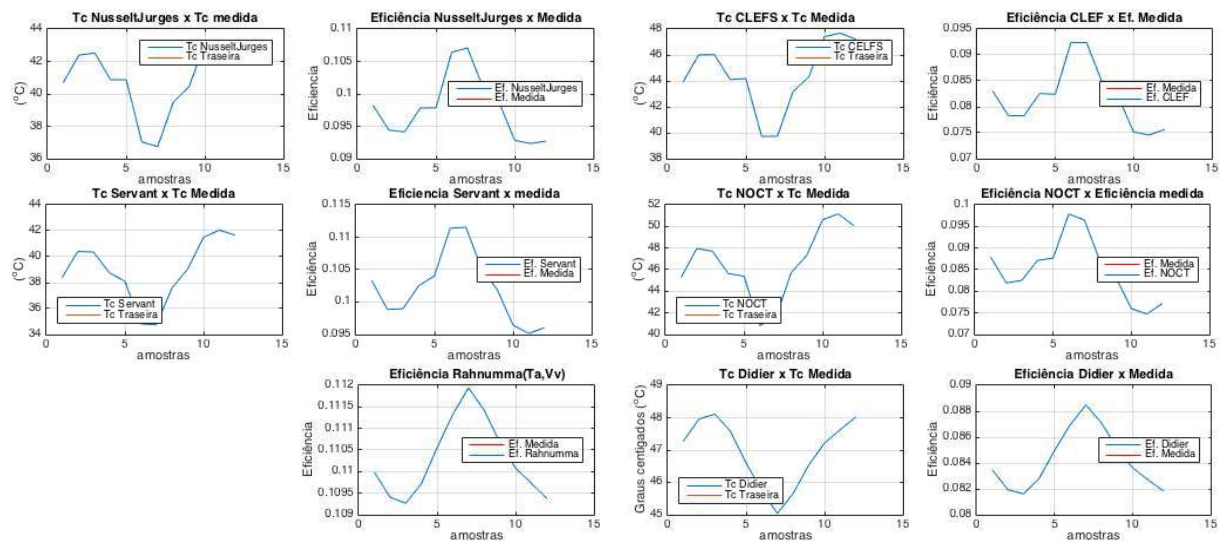 Tc NusseltJurges x Tc medida
44
42
40
38
36
(°C)
0
5
10
15
amostras
Tc NusseltJurges
Tc Traseira
Eficiência NusseltJurges x Medida
0.11
0.105
0.1
0.095
0.09
Eficiencia
0
5
10
15
amostras
Ef. NusseltJurges
Ef. Medida
Tc CLEFS x Tc Medida
48
46
44
42
40
38
(°C)
0
5
10
15
amostras
Tc CELFS
Tc Traseira
Eficiência CLEF x Ef. Medida
0.095
0.09
0.085
0.08
0.075
0.07
Eficiência
0
5
10
15
amostras
Ef. Medida
Ef. CLEF
Tc Servant x Tc Medida
44
42
40
38
36
34
(°C)
0
5
10
15
amostras
Tc Servant
Tc Traseira
Eficiencia Servant x medida
0.115
0.11
0.105
0.1
0.095
Eficiência
0
5
10
15
amostras
Ef. Servant
Ef. Medida
Tc NOCT x Tc Medida
52
50
48
46
44
42
40
(°C)
0
5
10
15
amostras
Tc NOCT
Tc Traseira
Eficiência NOCT x Eficiência medida
0.1
0.095
0.09
0.085
0.08
0.075
0.07
Eficiência
0
5
10
15
amostras
Ef. Medida
Ef. NOCT
Eficiência Rahnumma(Ta,Vv)
0.112
0.1115
0.111
0.1105
0.11
0.1095
0.109
Eficiência
0
5
10
15
amostras
Ef. Medida
Ef. Rahnumma
Tc Didier x Tc Medida
49
48
47
46
45
Graus centigados (°C)
0
5
10
15
amostras
Tc Didier
Tc Traseira
Eficiência Didier x Medida
0.09
0.088
0.086
0.084
0.082
0.08
Eficiência
0
5
10
15
amostras
Ef. Didier
Ef. Medida